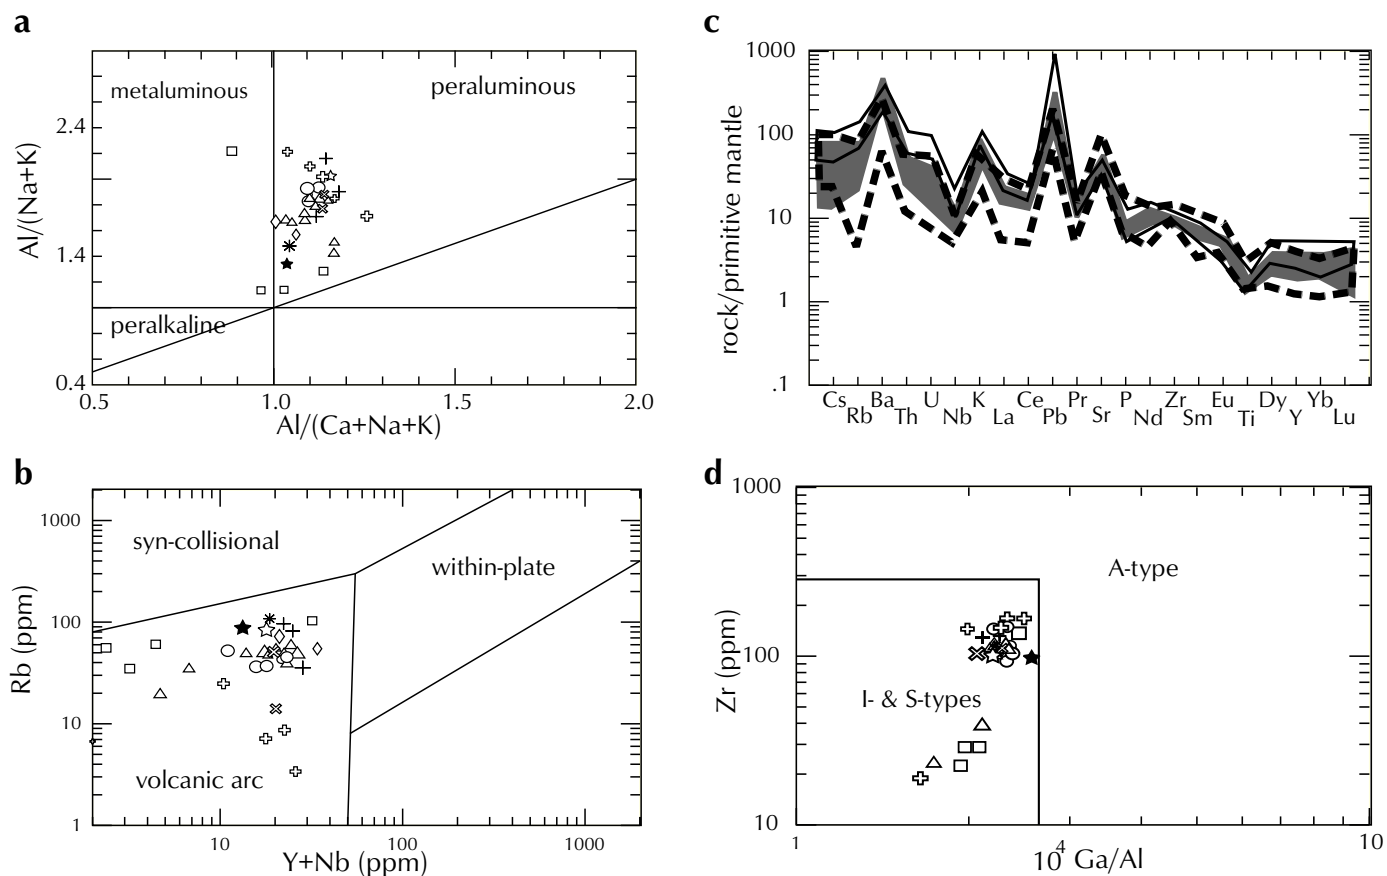 a
metaluminous
peraluminous
2.4
Al/(Na+K)
1.4
peralkaline
0.4
0.5
1.0
1.5
2.0
Al/(Ca+Na+K)
c
1000
100
10
1
.1
rock/primitive mantle
Cs Ba U K Ce Pr P Zr Eu Dy Yb
Rb Th Nb La Pb Sr Nd Sm Ti Y Lu
b
1000
syn-collisional
within-plate
100
Rb (ppm)
10
volcanic arc
1
10
100
1000
Y+Nb (ppm)
d
1000
A-type
Zr (ppm)
100
I- & S-types
10
1
10
10⁴ Ga/Al